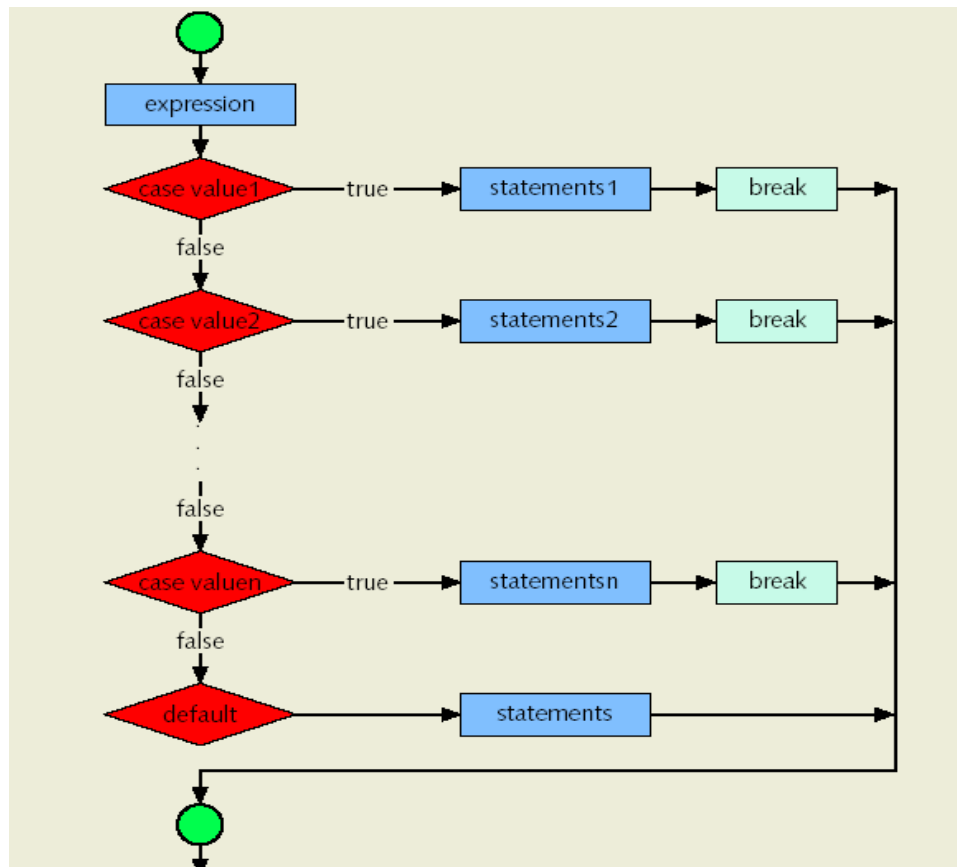 expression
case value1 true statements1 break
false
case value2 true statements2 break
false
.
.
.
false
case valuen true statementsn break
false
default statements